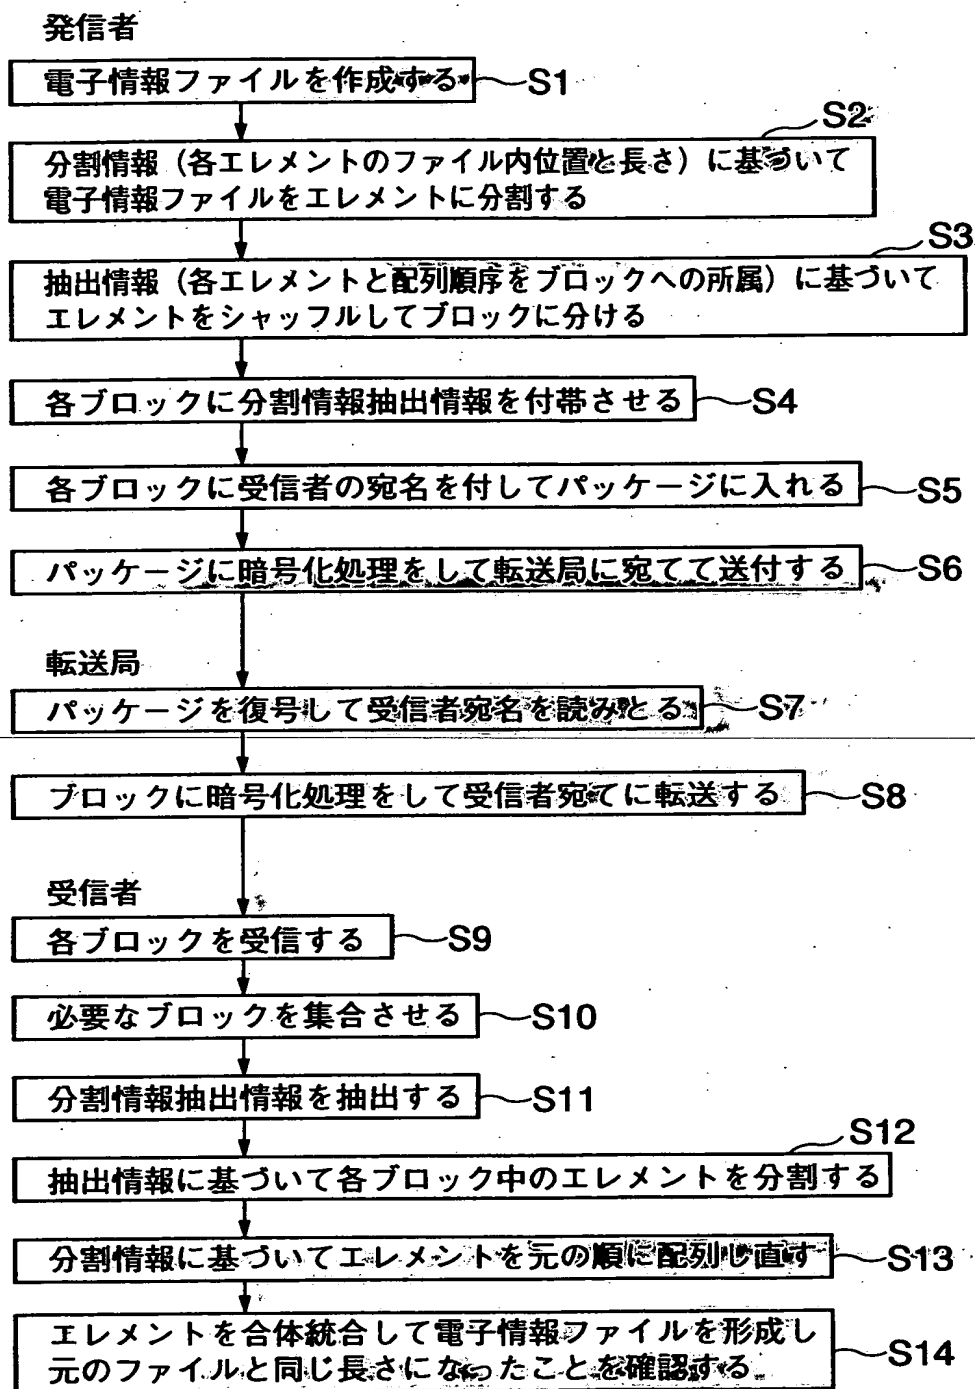 発信者
電子情報ファイルを作成する
S1
S2
分割情報（各エレメントのファイル内位置と長さ）に基づいて
電子情報ファイルをエレメントに分割する
S3
抽出情報（各エレメントと配列順序をブロックへの所属）に基づいて
エレメントをシャッフルしてブロックに分ける
各ブロックに分割情報抽出情報を付帯させる
S4
各ブロックに受信者の宛名を付してパッケージに入れる
S5
パッケージに暗号化処理をして転送局に宛てて送付する
S6
転送局
パッケージを復号して受信者宛名を読みとる
S7
ブロックに暗号化処理をして受信者宛てに転送する
S8
受信者
各ブロックを受信する
S9
必要なブロックを集合させる
S10
分割情報抽出情報を抽出する
S11
S12
抽出情報に基づいて各ブロック中のエレメントを分割する
分割情報に基づいてエレメントを元の順に配列し直す
S13
エレメントを合体統合して電子情報ファイルを形成し
元のファイルと同じ長さになったことを確認する
S14